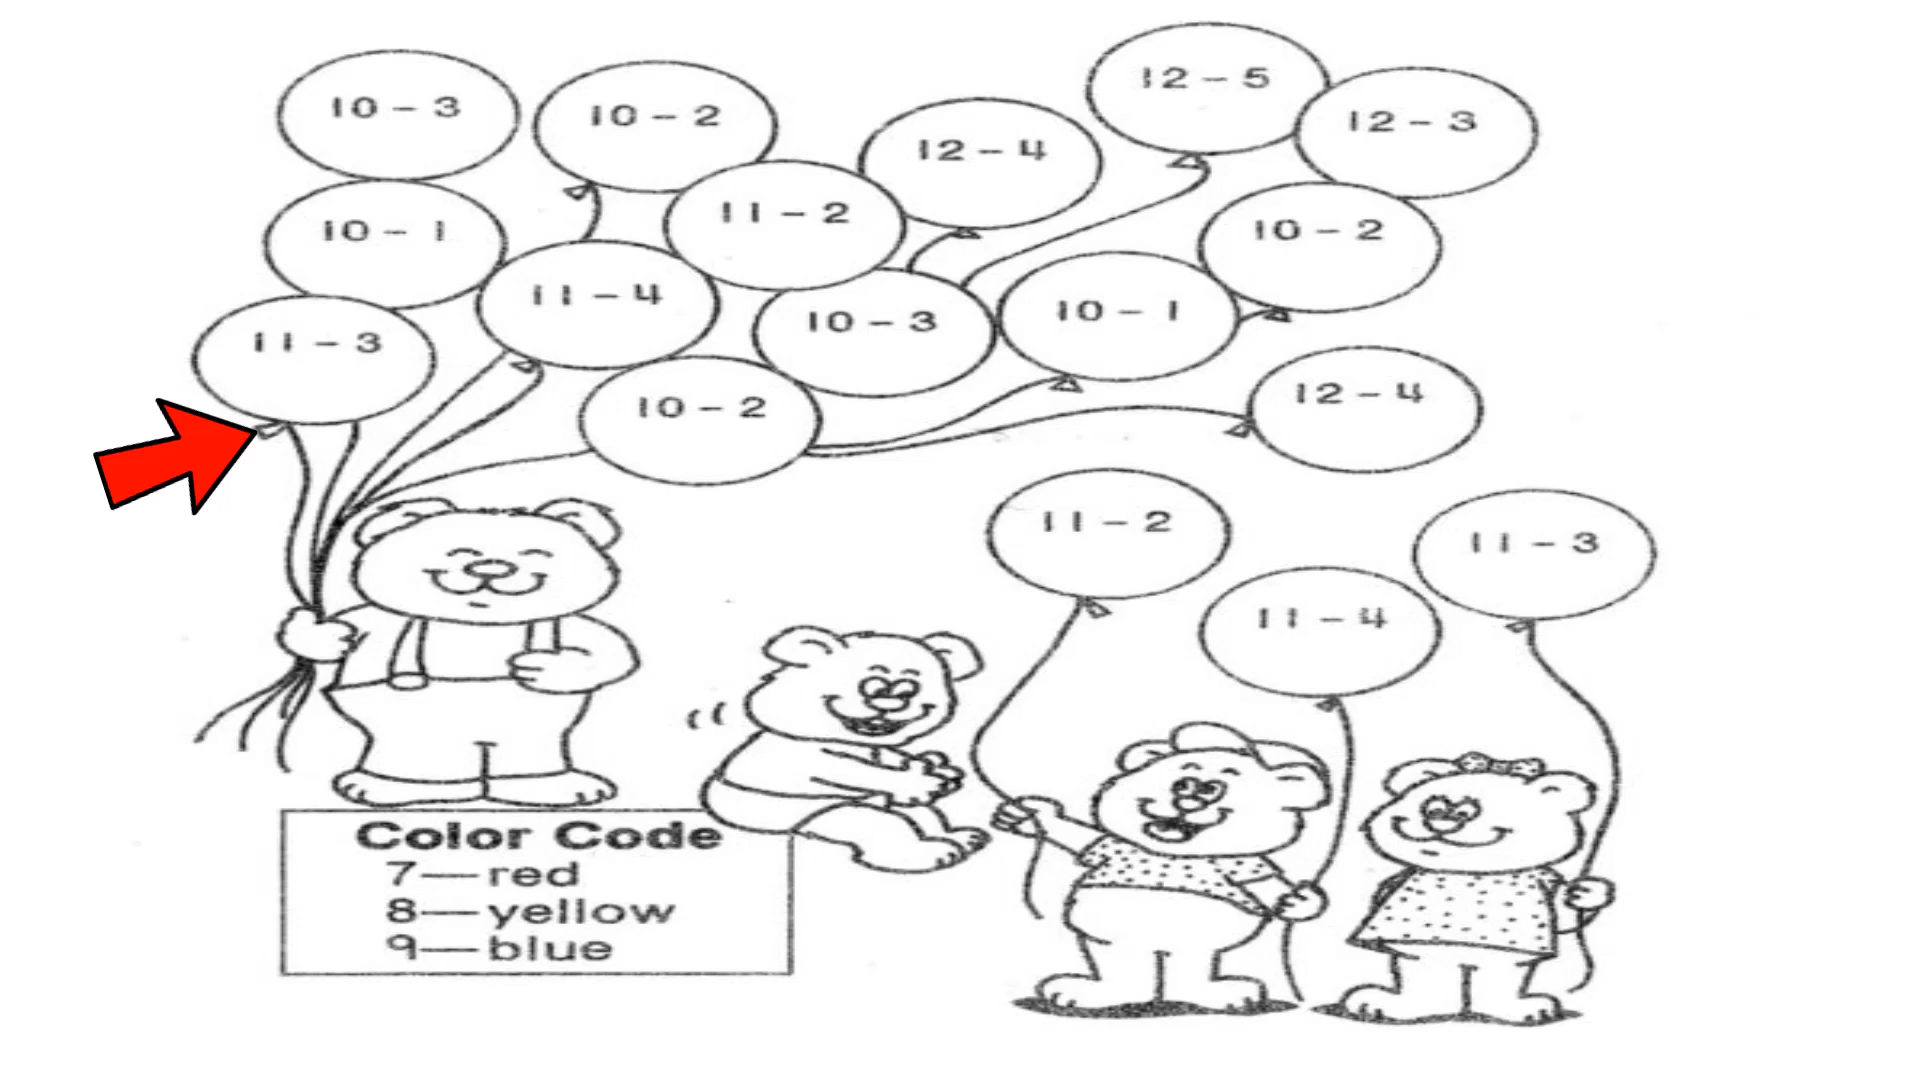 10 - 3
10 - 2
12 - 4
12 - 5
12 - 3
10 - 1
11 - 2
10 - 2
11 - 3
11 - 4
10 - 3
10 - 1
10 - 2
12 - 4
11 - 2
11 - 4
11 - 3
Color Code
7—red
8—yellow
9—blue